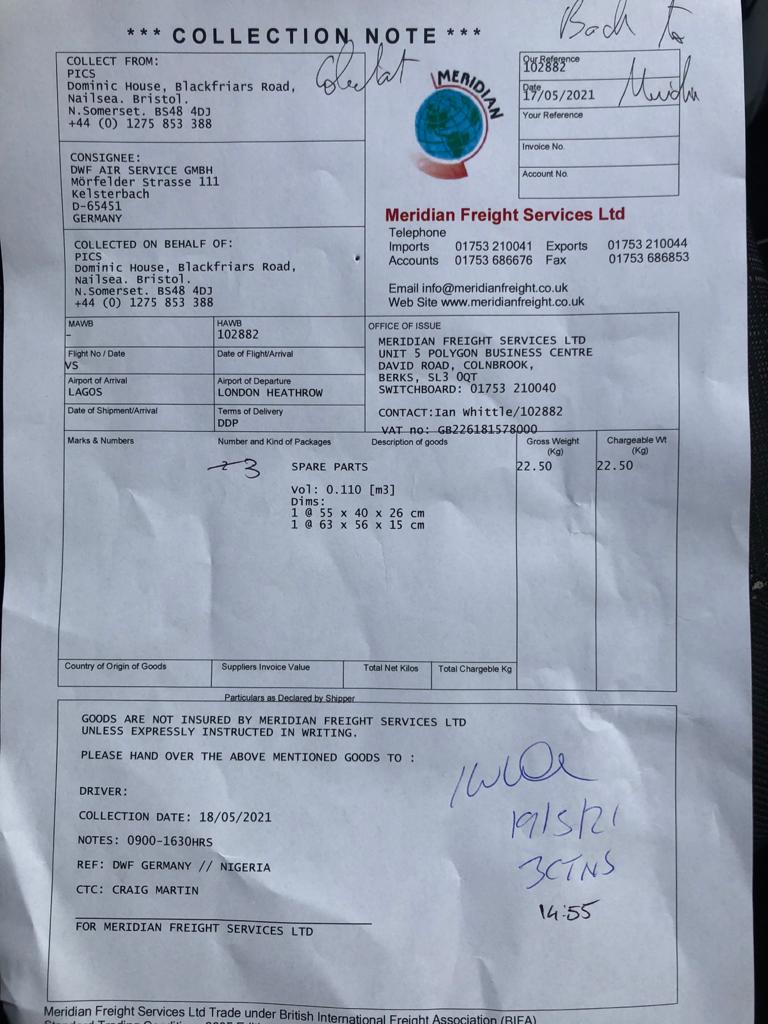 *** COLLECTION NOTE ***
Back to
Meridian
COLLECT FROM:
PICS
Dominic House, Blackfriars Road,
Nailsea. Bristol.
N.Somerset. BS48 4DJ
+44 (0) 1275 853 388
MERIDIAN
Our Reference
102882
Date
17/05/2021
Your Reference
Invoice No.
Account No.
CONSIGNEE:
DWF AIR SERVICE GMBH
Mörfelder Strasse 111
Kelsterbach
D-65451
GERMANY
Meridian Freight Services Ltd
Telephone
Imports 01753 210041 Exports 01753 210044
Accounts 01753 686676 Fax 01753 686853
Email info@meridianfreight.co.uk
Web Site www.meridianfreight.co.uk
COLLECTED ON BEHALF OF:
PICS
Dominic House, Blackfriars Road,
Nailsea. Bristol.
N.Somerset. BS48 4DJ
+44 (0) 1275 853 388
MAWB
-
HAWB
102882
Flight No / Date
VS
Date of Flight/Arrival
Airport of Arrival
LAGOS
Airport of Departure
LONDON HEATHROW
Date of Shipment/Arrival
Terms of Delivery
DDP
OFFICE OF ISSUE
MERIDIAN FREIGHT SERVICES LTD
UNIT 5 POLYGON BUSINESS CENTRE
DAVID ROAD, COLNBROOK,
BERKS, SL3 0QT
SWITCHBOARD: 01753 210040
CONTACT:Ian Whittle/102882
VAT no: GB226181578000
Marks & Numbers
Number and Kind of Packages
Description of goods
Gross Weight
(Kg)
Chargeable Wt
(Kg)
2 3
SPARE PARTS
22.50
22.50
Vol: 0.110 [m3]
Dims:
1 @ 55 x 40 x 26 cm
1 @ 63 x 56 x 15 cm
Country of Origin of Goods
Suppliers Invoice Value
Total Net Kilos
Total Chargeable Kg
Particulars as Declared by Shipper
GOODS ARE NOT INSURED BY MERIDIAN FREIGHT SERVICES LTD
UNLESS EXPRESSLY INSTRUCTED IN WRITING.
PLEASE HAND OVER THE ABOVE MENTIONED GOODS TO :
DRIVER:
COLLECTION DATE: 18/05/2021
NOTES: 0900-1630HRS
REF: DWF GERMANY // NIGERIA
CTC: CRAIG MARTIN
19/5/21
3CTNS
14:55
FOR MERIDIAN FREIGHT SERVICES LTD
Meridian Freight Services Ltd Trade under British International Freight Association (BIFA)